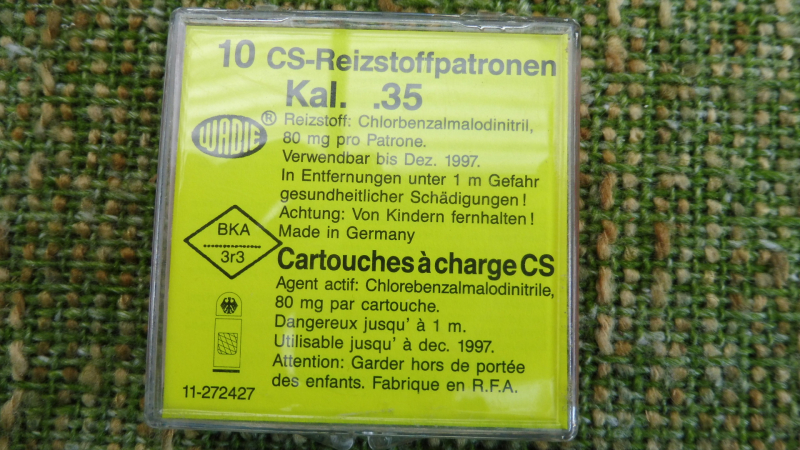 10 CS-Reizstoffpatronen
Kal. .35
WADIE ®
Reizstoff: Chlorbenzalmalodinitril,
80 mg pro Patrone.
Verwendbar bis Dez. 1997.
In Entfernungen unter 1 m Gefahr
gesundheitlicher Schädigungen!
Achtung: Von Kindern fernhalten!
Made in Germany
BKA
3r3
Cartouches à charge CS
Agent actif: Chlorebenzalmalodinitrile,
80 mg par cartouche.
Dangereux jusqu' à 1 m.
Utilisable jusqu' à dec. 1997.
Attention: Garder hors de portée
des enfants. Fabrique en R.F.A.
11-272427